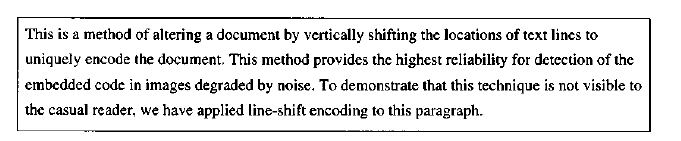 This is a method of altering a document by vertically shifting the locations of text lines to
uniquely encode the document. This method provides the highest reliability for detection of the
embedded code in images degraded by noise. To demonstrate that this technique is not visible to
the casual reader, we have applied line-shift encoding to this paragraph.